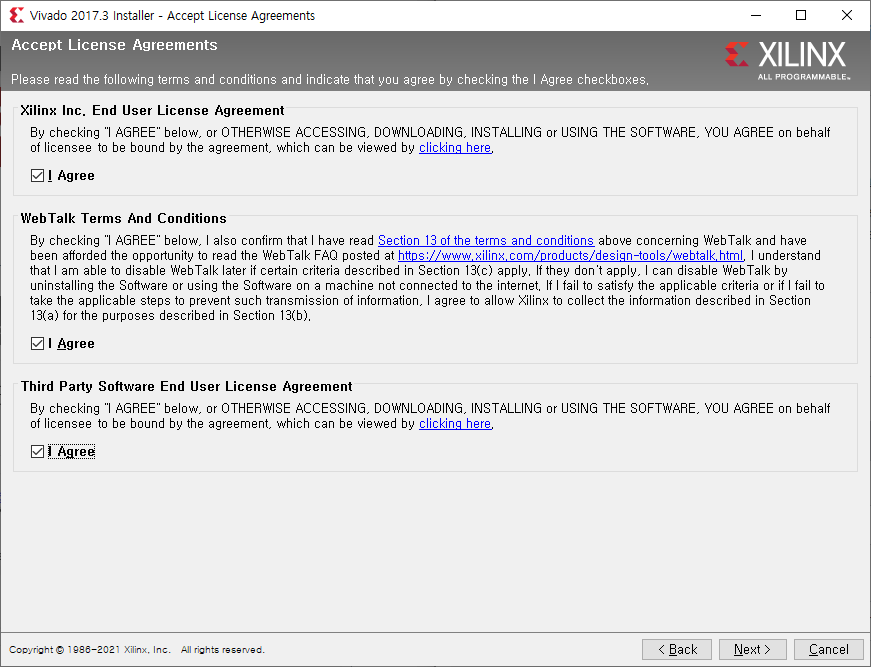 Vivado 2017.3 Installer - Accept License Agreements
Accept License Agreements
XILINX
ALL PROGRAMMABLE™
Please read the following terms and conditions and indicate that you agree by checking the I Agree checkboxes.
Xilinx Inc. End User License Agreement
By checking "I AGREE" below, or OTHERWISE ACCESSING, DOWNLOADING, INSTALLING or USING THE SOFTWARE, YOU AGREE on behalf
of licensee to be bound by the agreement, which can be viewed by clicking here.
I Agree
WebTalk Terms And Conditions
By checking "I AGREE" below, I also confirm that I have read Section 13 of the terms and conditions above concerning WebTalk and have
been afforded the opportunity to read the WebTalk FAQ posted at https://www.xilinx.com/products/design-tools/webtalk.html. I understand
that I am able to disable WebTalk later if certain criteria described in Section 13(c) apply. If they don't apply, I can disable WebTalk by
uninstalling the Software or using the Software on a machine not connected to the internet. If I fail to satisfy the applicable criteria or if I fail to
take the applicable steps to prevent such transmission of information, I agree to allow Xilinx to collect the information described in Section
13(a) for the purposes described in Section 13(b).
I Agree
Third Party Software End User License Agreement
By checking "I AGREE" below, or OTHERWISE ACCESSING, DOWNLOADING, INSTALLING or USING THE SOFTWARE, YOU AGREE on behalf
of licensee to be bound by the agreement, which can be viewed by clicking here.
I Agree
Copyright © 1986-2021 Xilinx, Inc. All rights reserved.
< Back Next > Cancel